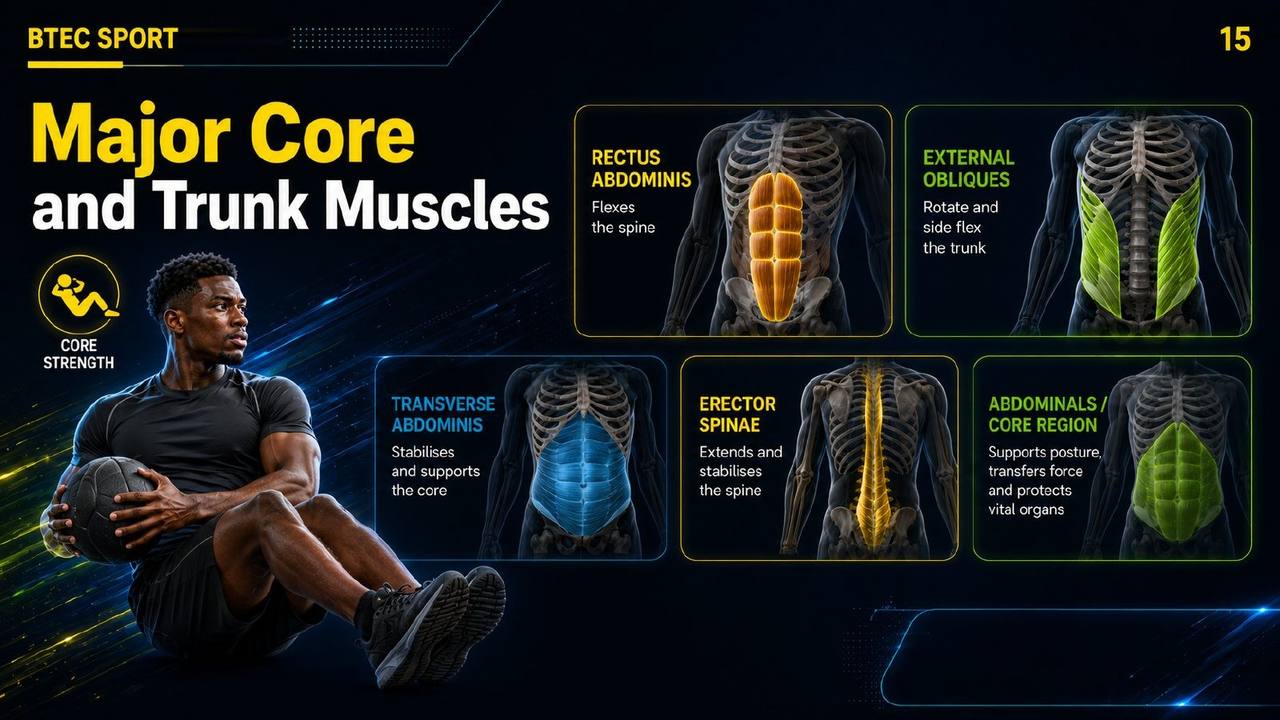 BTEC SPORT
15
Major Core
and Trunk Muscles
CORE
STRENGTH
RECTUS
ABDOMINIS
Flexes
the spine
EXTERNAL
OBLIQUES
Rotate and
side flex
the trunk
TRANSVERSE
ABDOMINIS
Stabilises
and supports
the core
ERECTOR
SPINAE
Extends and
stabilises
the spine
ABDOMINALS /
CORE REGION
Supports posture,
transfers force
and protects
vital organs